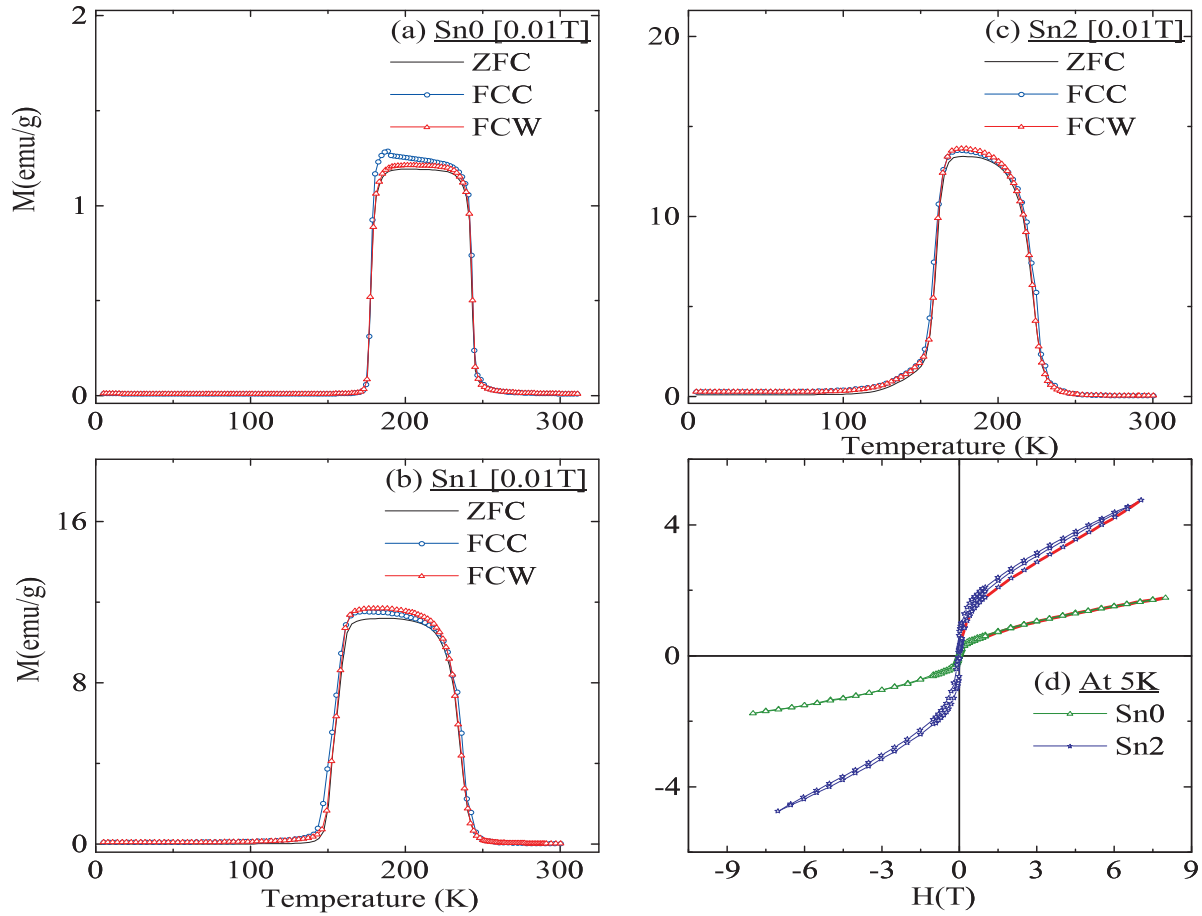 (a) Sn0 [0.01T]
ZFC
FCC
FCW
M(emu/g)
2
1
0
0
100
200
300
(c) Sn2 [0.01T]
ZFC
FCC
FCW
20
10
0
0
100
200
300
Temperature (K)
(b) Sn1 [0.01T]
ZFC
FCC
FCW
M(emu/g)
16
8
0
0
100
200
300
Temperature (K)
(d) At 5K
Sn0
Sn2
4
0
-4
-9
-6
-3
0
3
6
9
H(T)